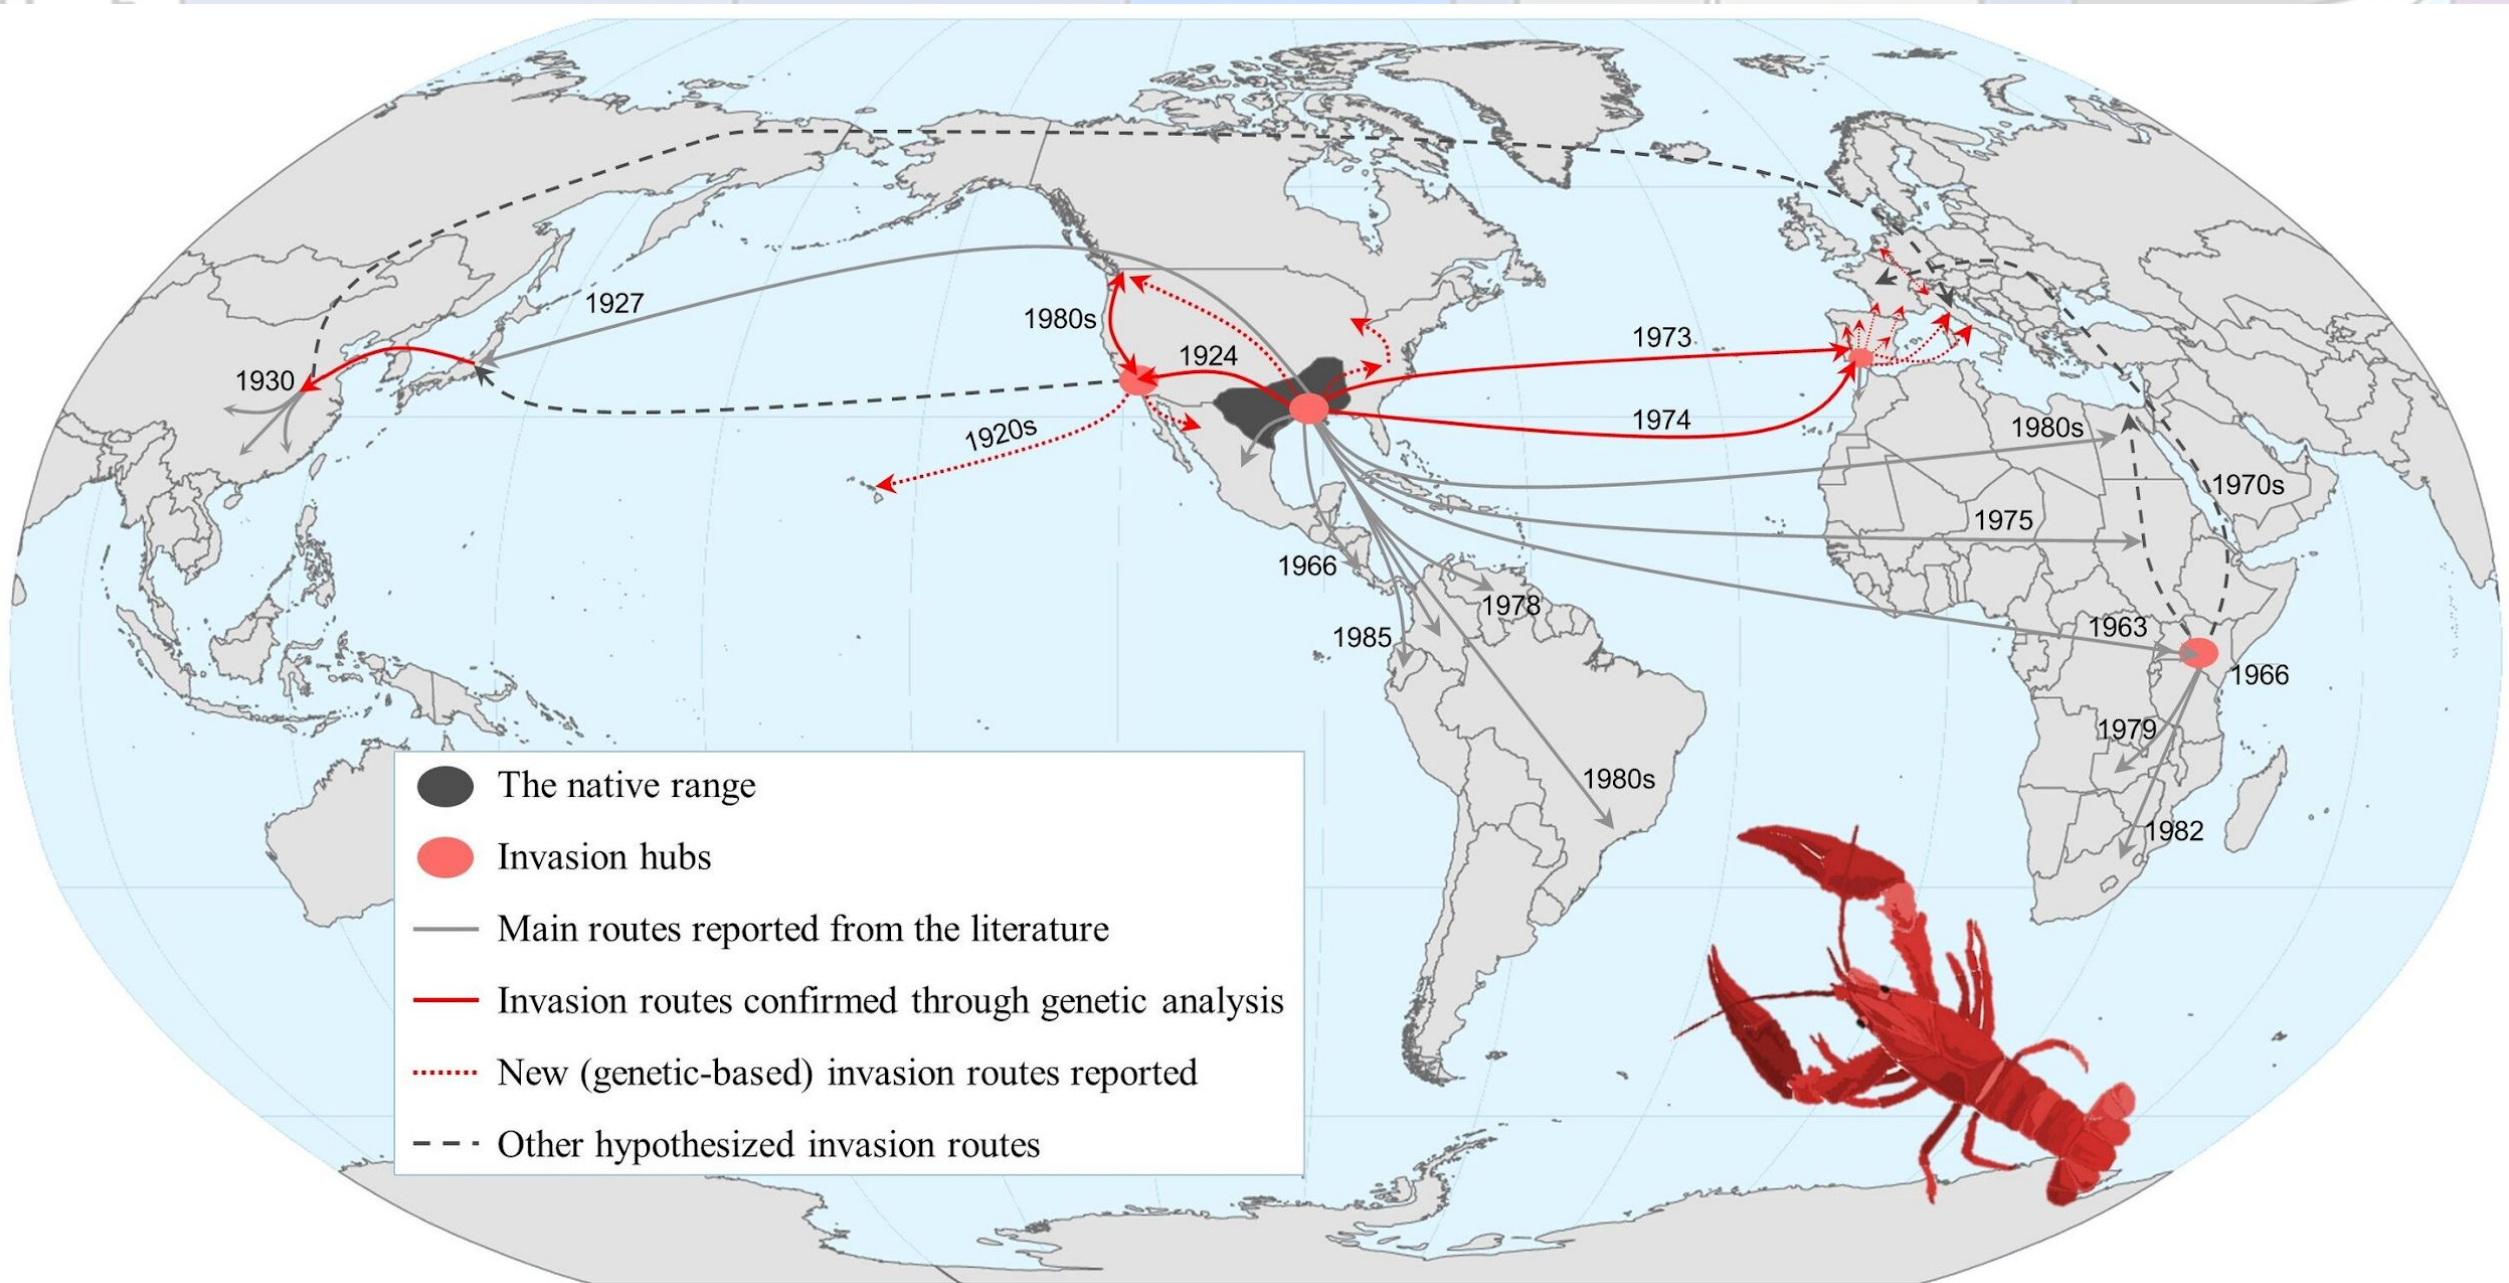 1927
1930
1980s
1924
1920s
1973
1974
1980s
1970s
1975
1966
1978
1985
1963
1966
1979
1980s
1982
The native range
Invasion hubs
Main routes reported from the literature
Invasion routes confirmed through genetic analysis
New (genetic-based) invasion routes reported
Other hypothesized invasion routes